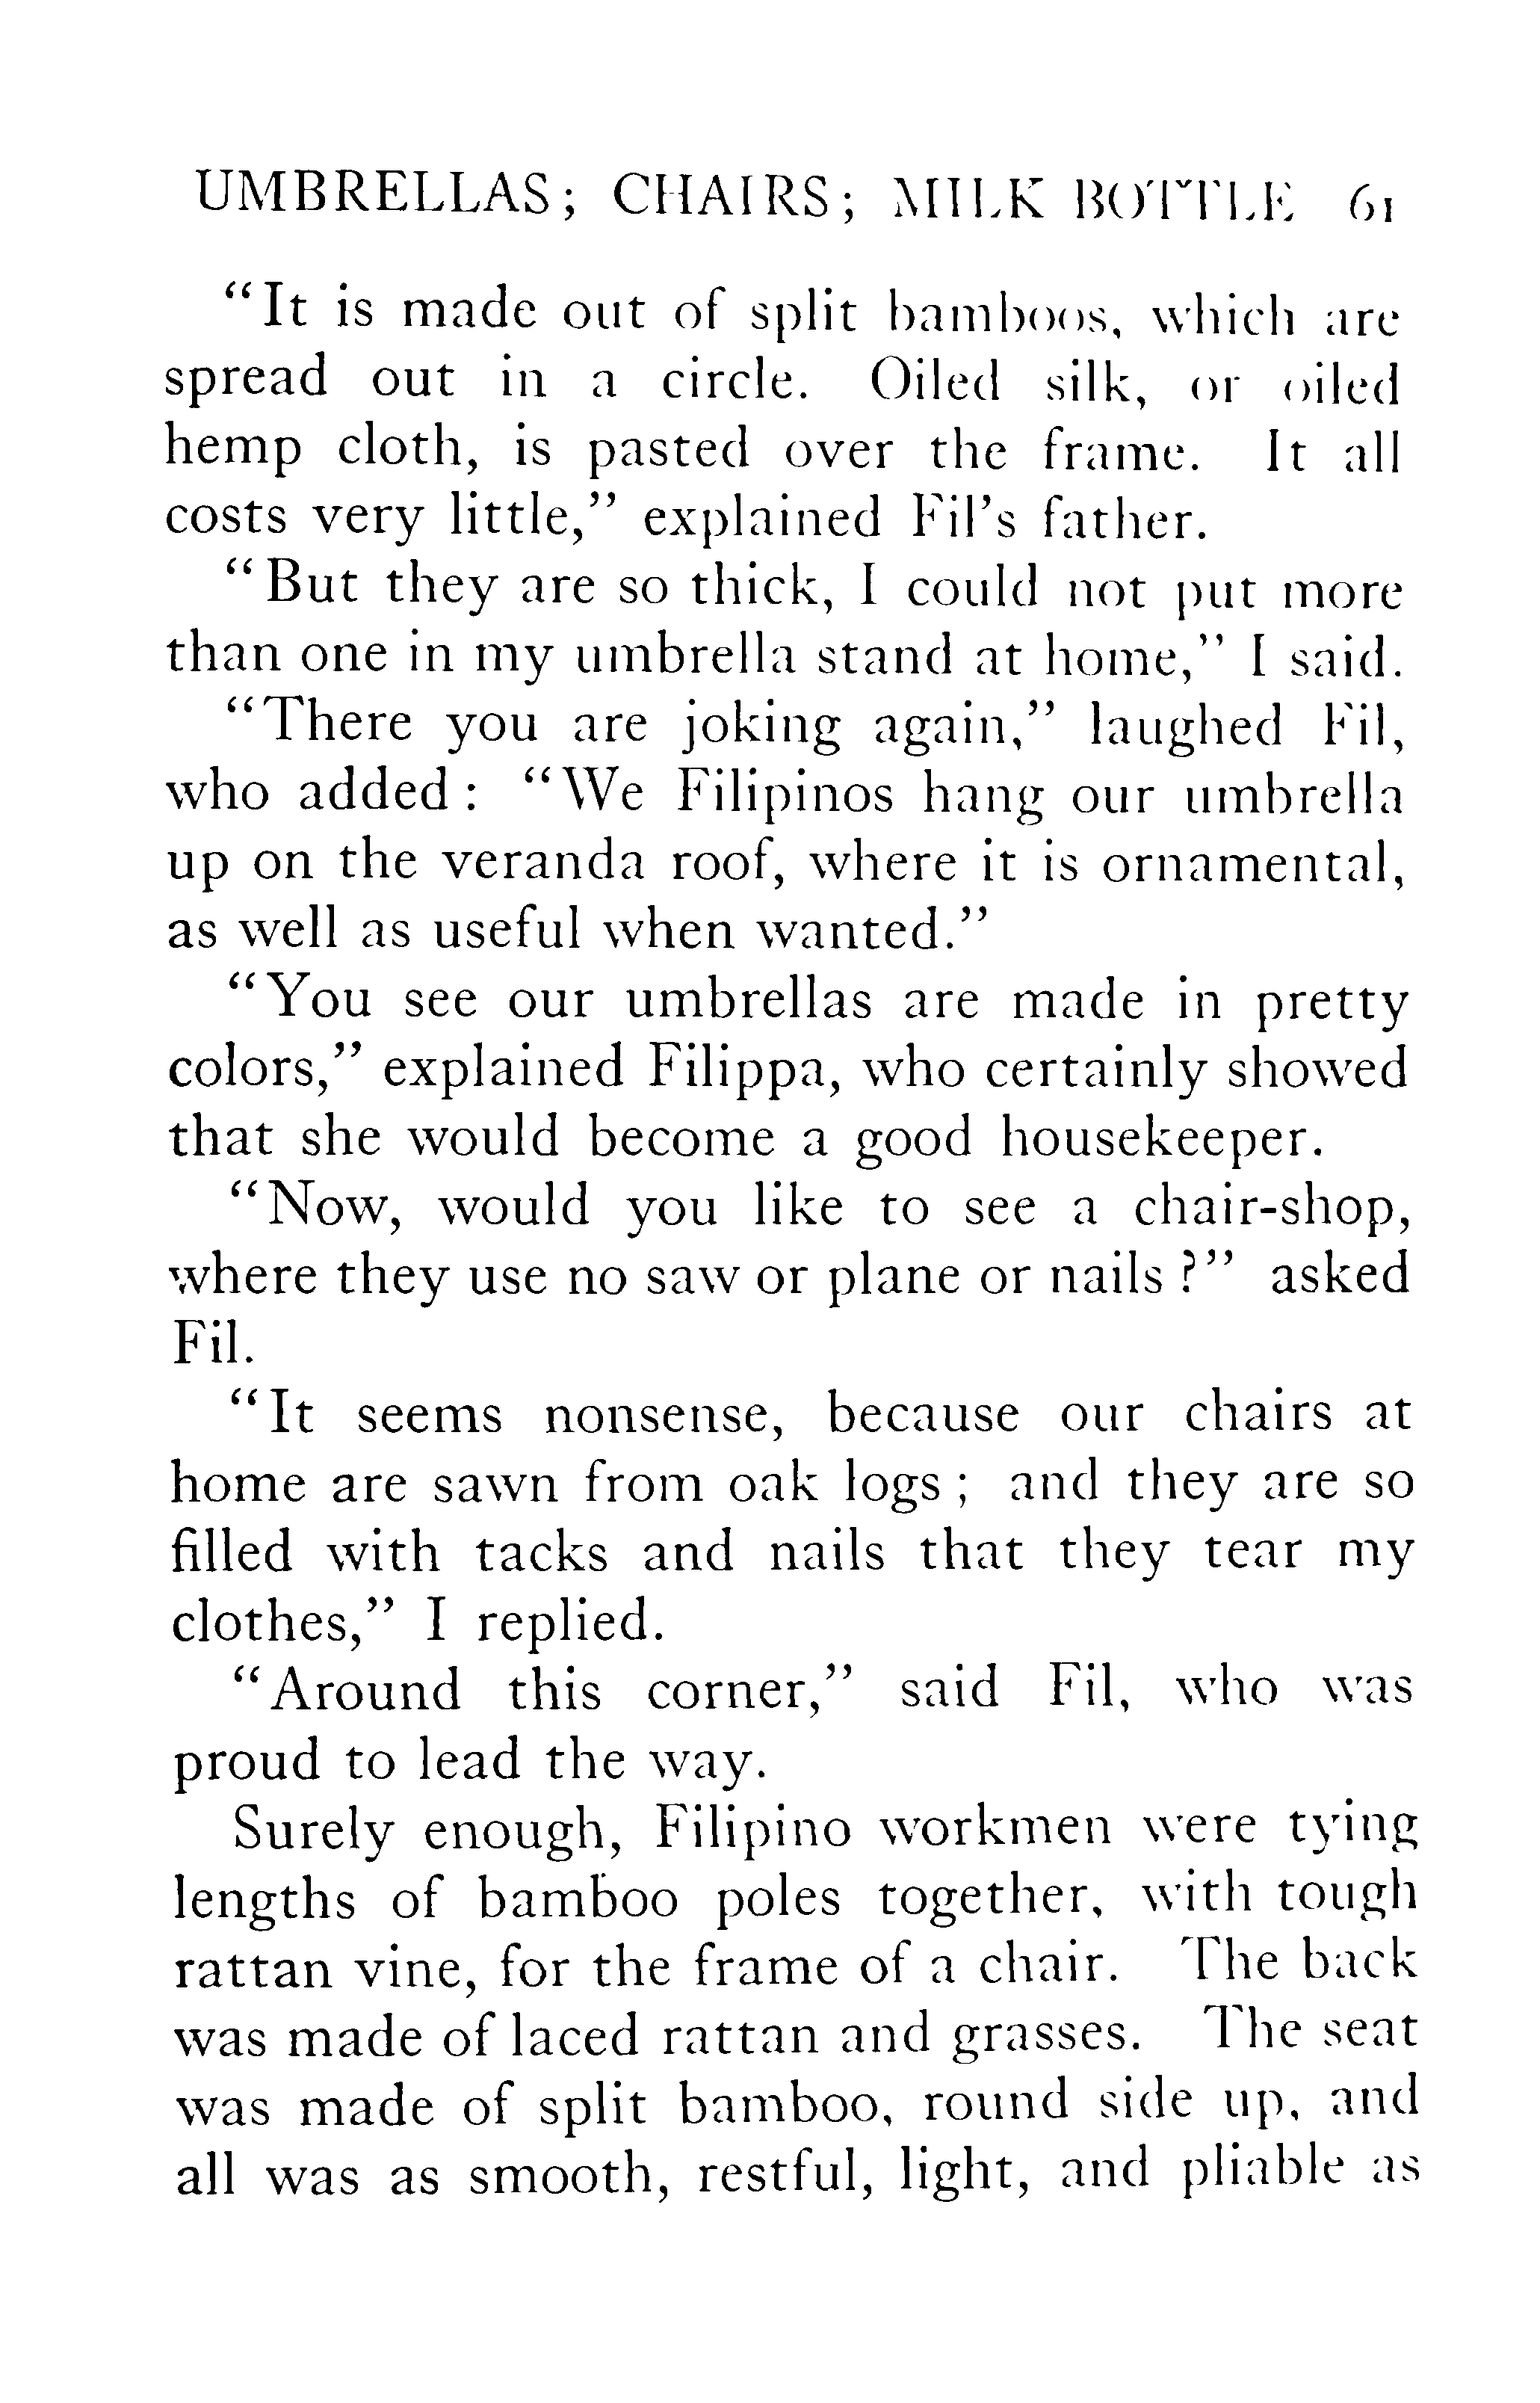 UMBRELLAS; CHAIRS; MILK BOTTLE 61
"It is made out of split bamboos, which are
spread out in a circle. Oiled silk, or oiled
hemp cloth, is pasted over the frame. It all
costs very little," explained Fil's father.
"But they are so thick, I could not put more
than one in my umbrella stand at home," I said.
"There you are joking again," laughed Fil,
who added: "We Filipinos hang our umbrella
up on the veranda roof, where it is ornamental,
as well as useful when wanted."
"You see our umbrellas are made in pretty
colors," explained Filippa, who certainly showed
that she would become a good housekeeper.
"Now, would you like to see a chair-shop,
where they use no saw or plane or nails?" asked
Fil.
"It seems nonsense, because our chairs at
home are sawn from oak logs; and they are so
filled with tacks and nails that they tear my
clothes," I replied.
"Around this corner," said Fil, who was
proud to lead the way.
Surely enough, Filipino workmen were tying
lengths of bamboo poles together, with tough
rattan vine, for the frame of a chair. The back
was made of laced rattan and grasses. The seat
was made of split bamboo, round side up, and
all was as smooth, restful, light, and pliable as